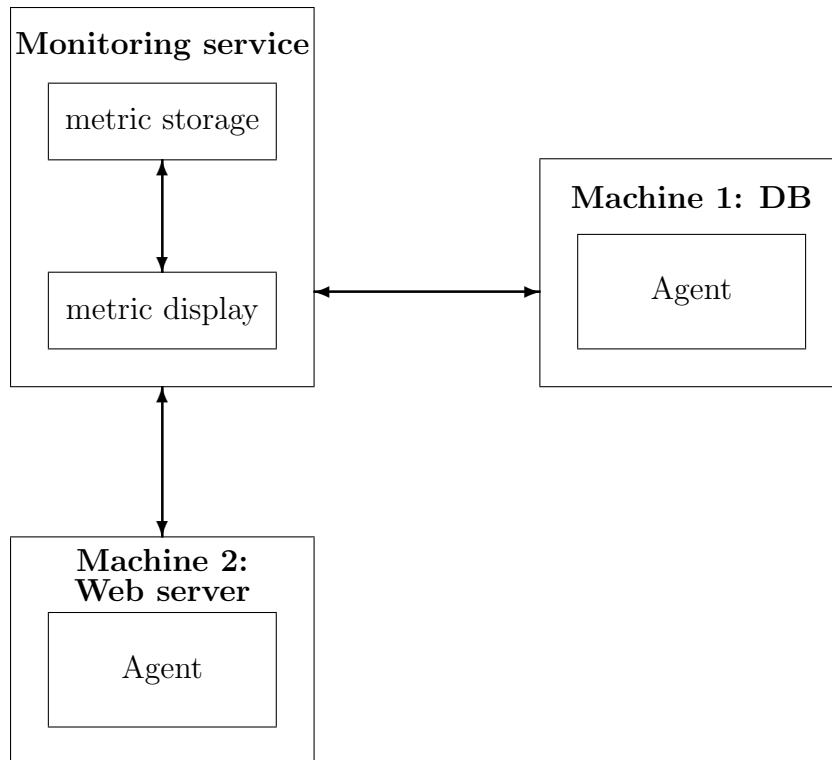 Monitoring service
metric storage
metric display
Machine 1: DB
Agent
Machine 2:
Web server
Agent